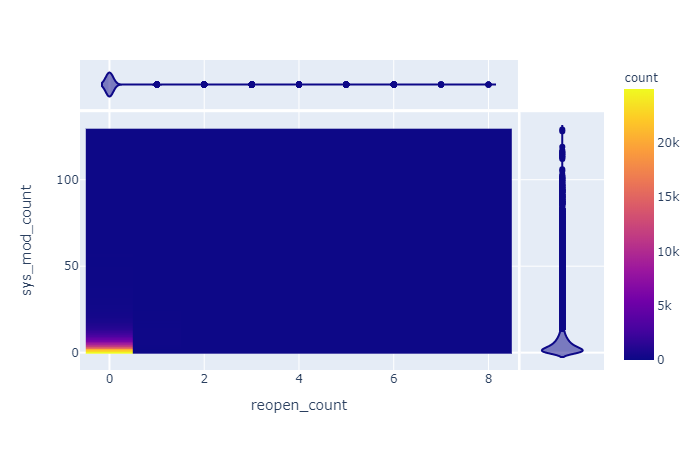 count
20k
15k
10k
5k
0
sys_mod_count
100
50
0
0 2 4 6 8
reopen_count